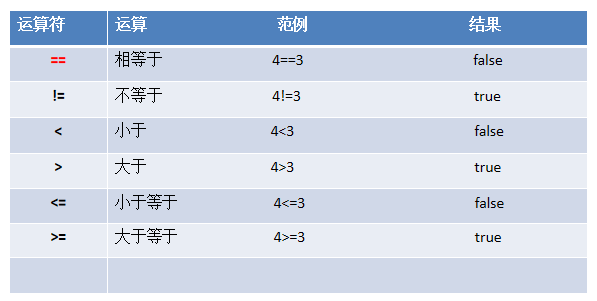 运算符 运算 范例 结果
== 相等于 4==3 false
!= 不等于 4!=3 true
< 小于 4<3 false
> 大于 4>3 true
<= 小于等于 4<=3 false
>= 大于等于 4>=3 true